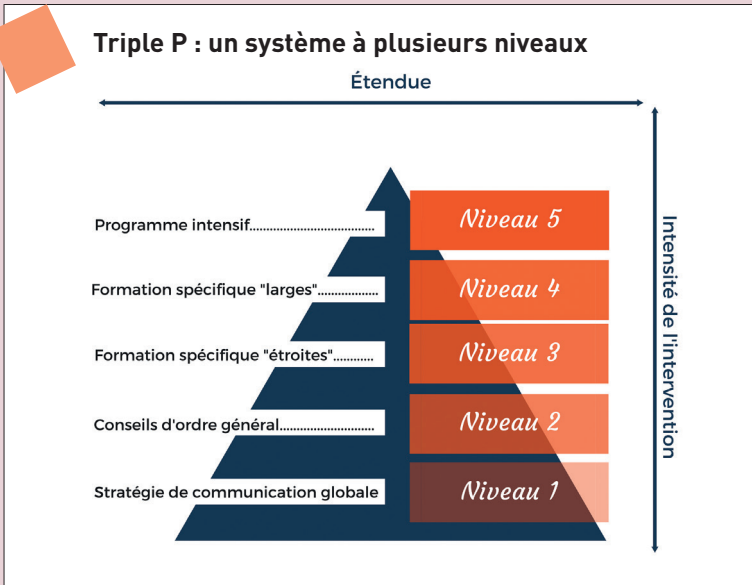 Triple P : un système à plusieurs niveaux
Étendue
Programme intensif....................................
Niveau 5
Formation spécifique "larges"..................
Niveau 4
Formation spécifique "étroites"............
Niveau 3
Conseils d'ordre général...........................
Niveau 2
Stratégie de communication globale
Niveau 1
Intensité de l'intervention